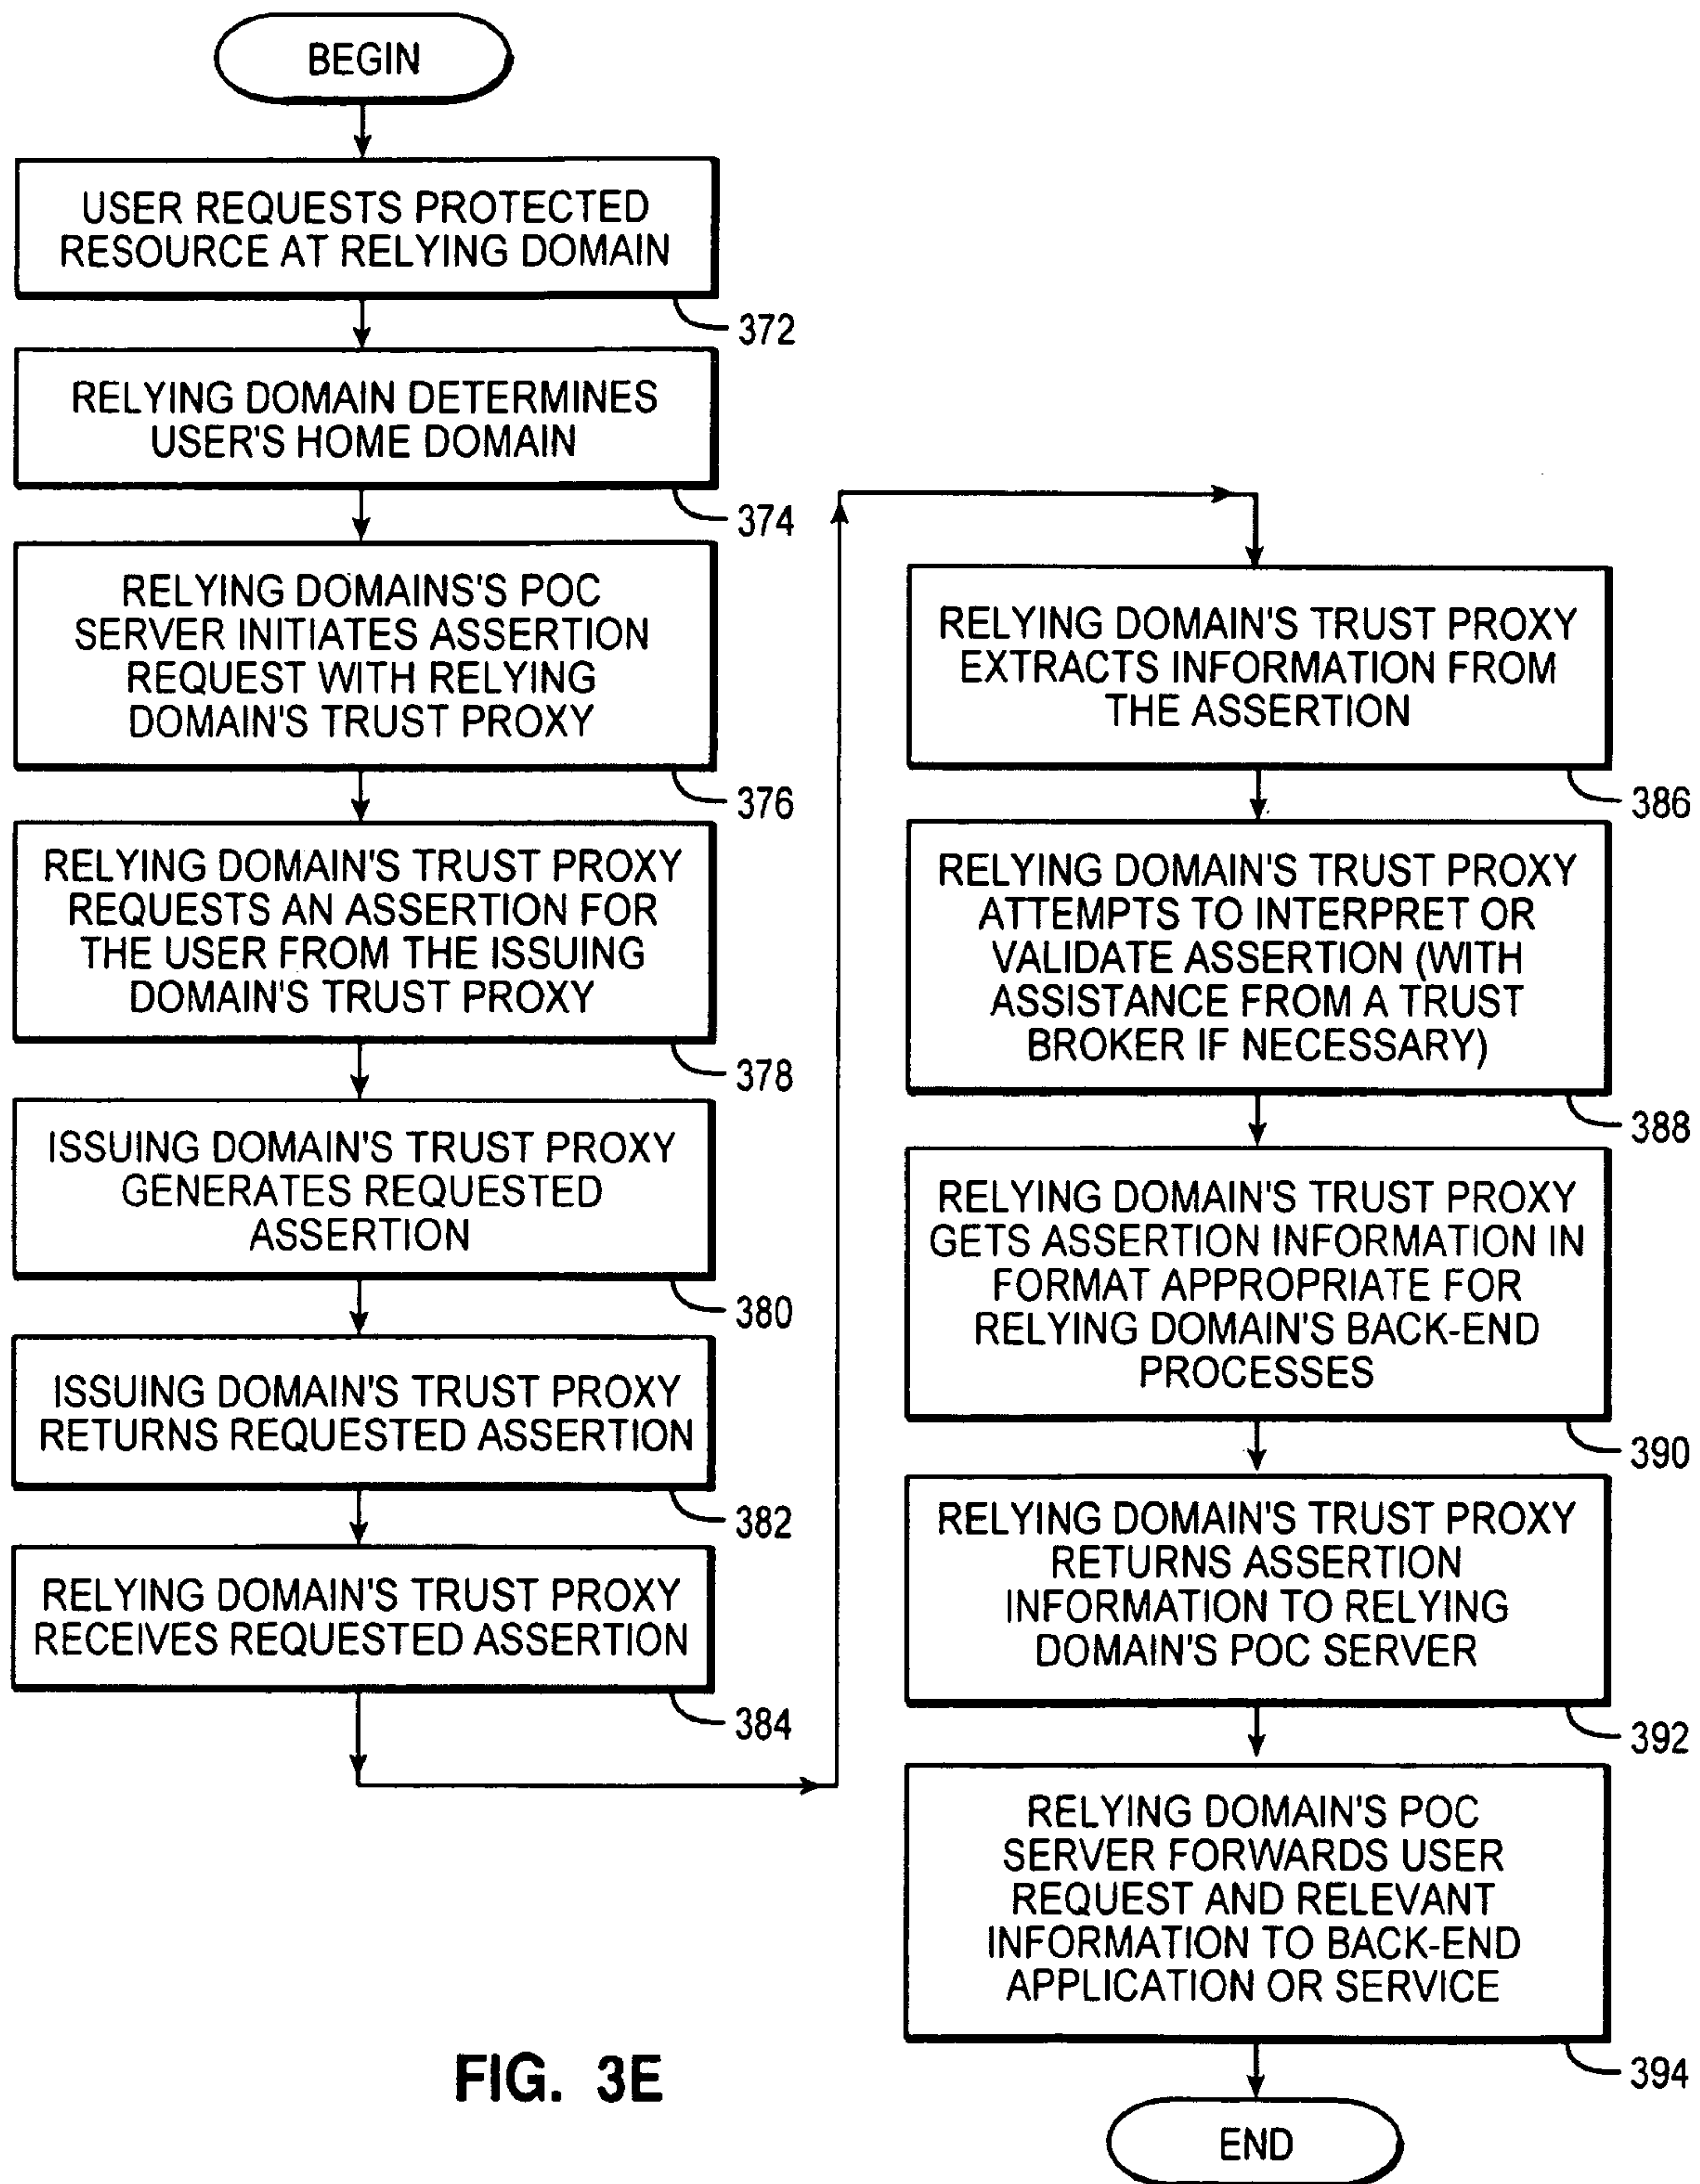 BEGIN
USER REQUESTS PROTECTED
RESOURCE AT RELYING DOMAIN
372
RELYING DOMAIN DETERMINES
USER'S HOME DOMAIN
374
RELYING DOMAINS'S POC
SERVER INITIATES ASSERTION
REQUEST WITH RELYING
DOMAIN'S TRUST PROXY
376
RELYING DOMAIN'S TRUST PROXY
REQUESTS AN ASSERTION FOR
THE USER FROM THE ISSUING
DOMAIN'S TRUST PROXY
378
ISSUING DOMAIN'S TRUST PROXY
GENERATES REQUESTED
ASSERTION
380
ISSUING DOMAIN'S TRUST PROXY
RETURNS REQUESTED ASSERTION
382
RELYING DOMAIN'S TRUST PROXY
RECEIVES REQUESTED ASSERTION
384
RELYING DOMAIN'S TRUST PROXY
EXTRACTS INFORMATION FROM
THE ASSERTION
386
RELYING DOMAIN'S TRUST PROXY
ATTEMPTS TO INTERPRET OR
VALIDATE ASSERTION (WITH
ASSISTANCE FROM A TRUST
BROKER IF NECESSARY)
388
RELYING DOMAIN'S TRUST PROXY
GETS ASSERTION INFORMATION IN
FORMAT APPROPRIATE FOR
RELYING DOMAIN'S BACK-END
PROCESSES
390
RELYING DOMAIN'S TRUST PROXY
RETURNS ASSERTION
INFORMATION TO RELYING
DOMAIN'S POC SERVER
392
RELYING DOMAIN'S POC
SERVER FORWARDS USER
REQUEST AND RELEVANT
INFORMATION TO BACK-END
APPLICATION OR SERVICE
394
END
FIG. 3E